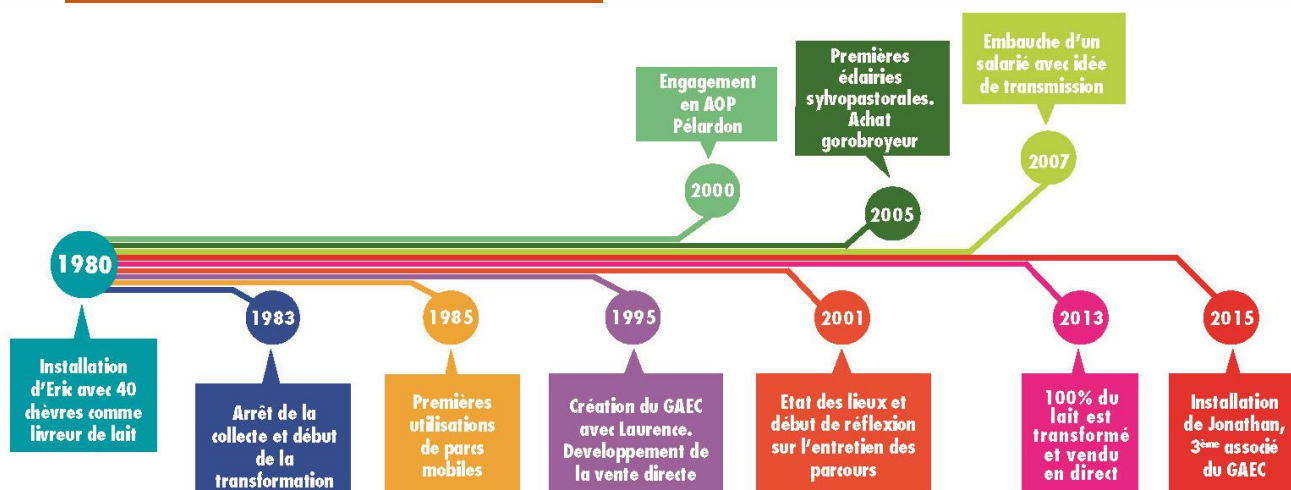 1980
Installation
d'Eric avec 40
chèvres comme
livreur de lait
1983
Arrêt de la
collecte et début
de la
transformation
1985
Premières
utilisations
de parcs
mobiles
1995
Création du GAEC
avec Laurence.
Developpement de
la vente directe
Engagement
en AOP
Pélardon
2000
2001
Etat des lieux et
début de réflexion
sur l'entretien des
parcours
Premières
éclairies
sylvopastorales.
Achat
gorobroyeur
2005
Embauche d'un
salarié avec idée
de transmission
2007
2013
100% du
lait est
transformé
et vendu
en direct
2015
Installation
de Jonathan,
3ème associé
du GAEC